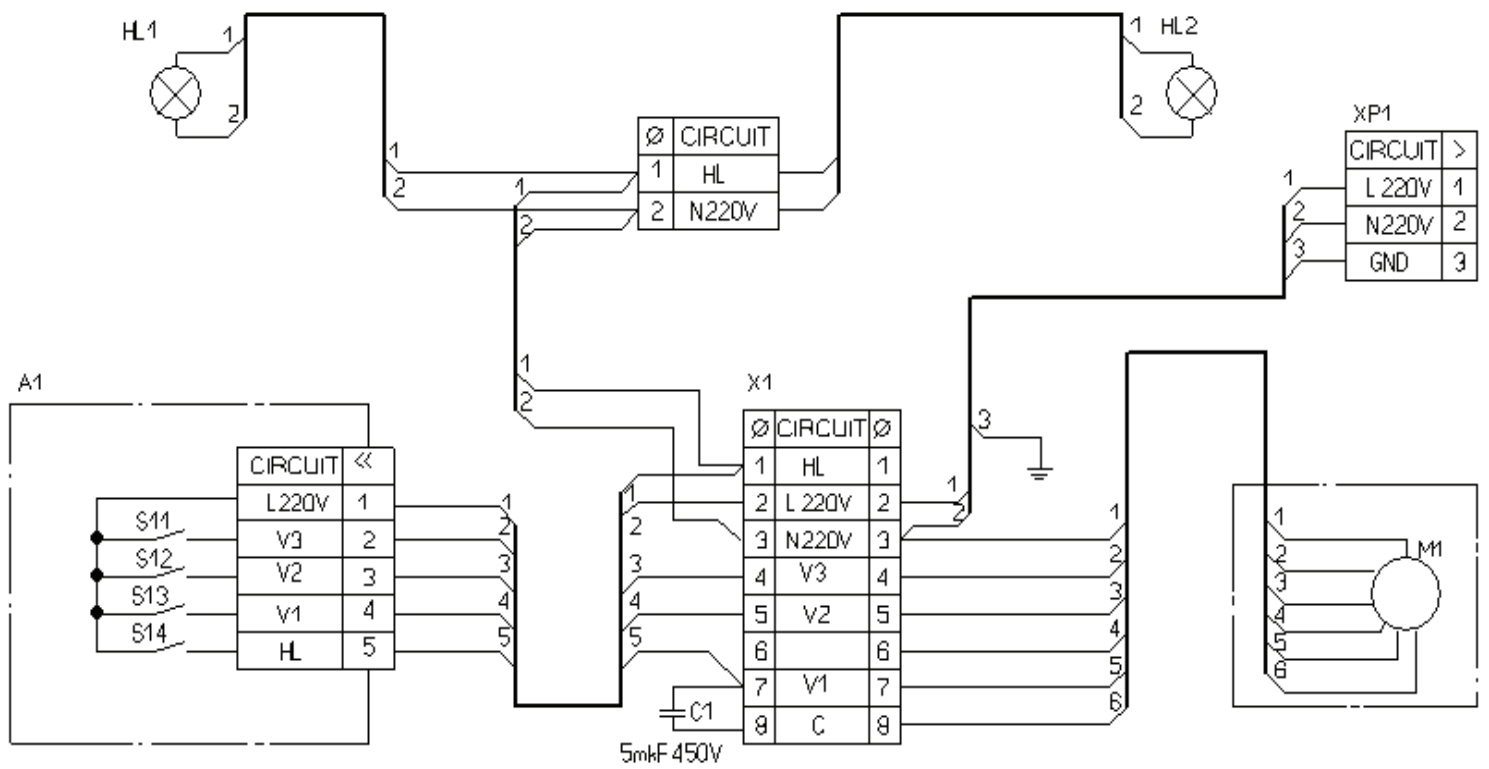 HL1
1
2
1
2
Ø CIRCUIT
1 HL
2 N220V
1
2
HL2
1
2
XP1
CIRCUIT >
L 220V 1
N220V 2
GND 3
1
2
3
1
2
3
A1
CIRCUIT <<
L220V 1
V3 2
V2 3
V1 4
HL 5
S11
S12
S13
S14
1
2
3
4
5
1
2
3
4
5
X1
Ø CIRCUIT Ø
1 HL 1
2 L 220V 2
3 N220V 3
4 V3 4
5 V2 5
6 6
7 V1 7
8 C 8
C1
5mkF 450V
1
2
1
2
3
4
5
6
1
2
3
4
5
6
M1